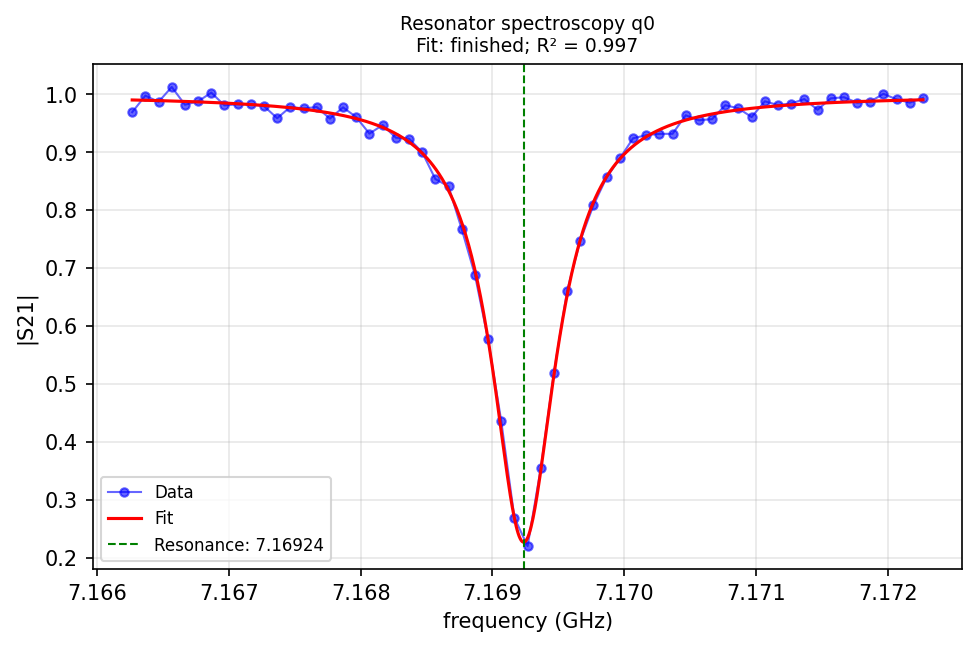 Resonator spectroscopy q0
Fit: finished; R² = 0.997
|S21|
1.0
0.9
0.8
0.7
0.6
0.5
0.4
0.3
0.2
Data
Fit
Resonance: 7.16924
7.166 7.167 7.168 7.169 7.170 7.171 7.172
frequency (GHz)